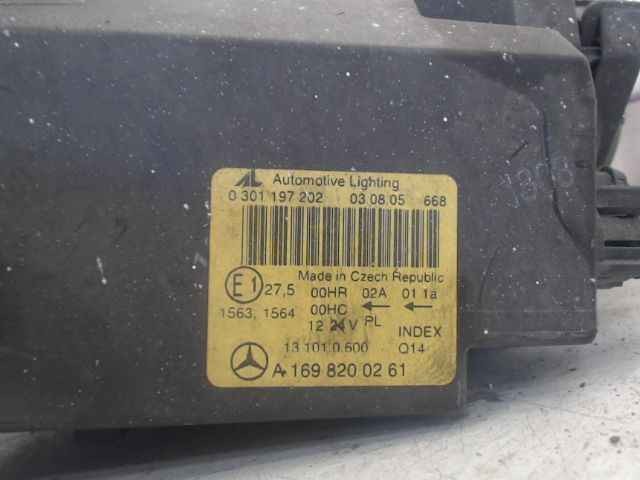 AL Automotive Lighting
0 301 197 202 03.08.05 668
Made in Czech Republic
E1 27,5 00HR 02A 01 1a
1563, 1564 00HC ← ←
12 24 V PL INDEX
13 101 0.600 Q14
A 169 820 02 61